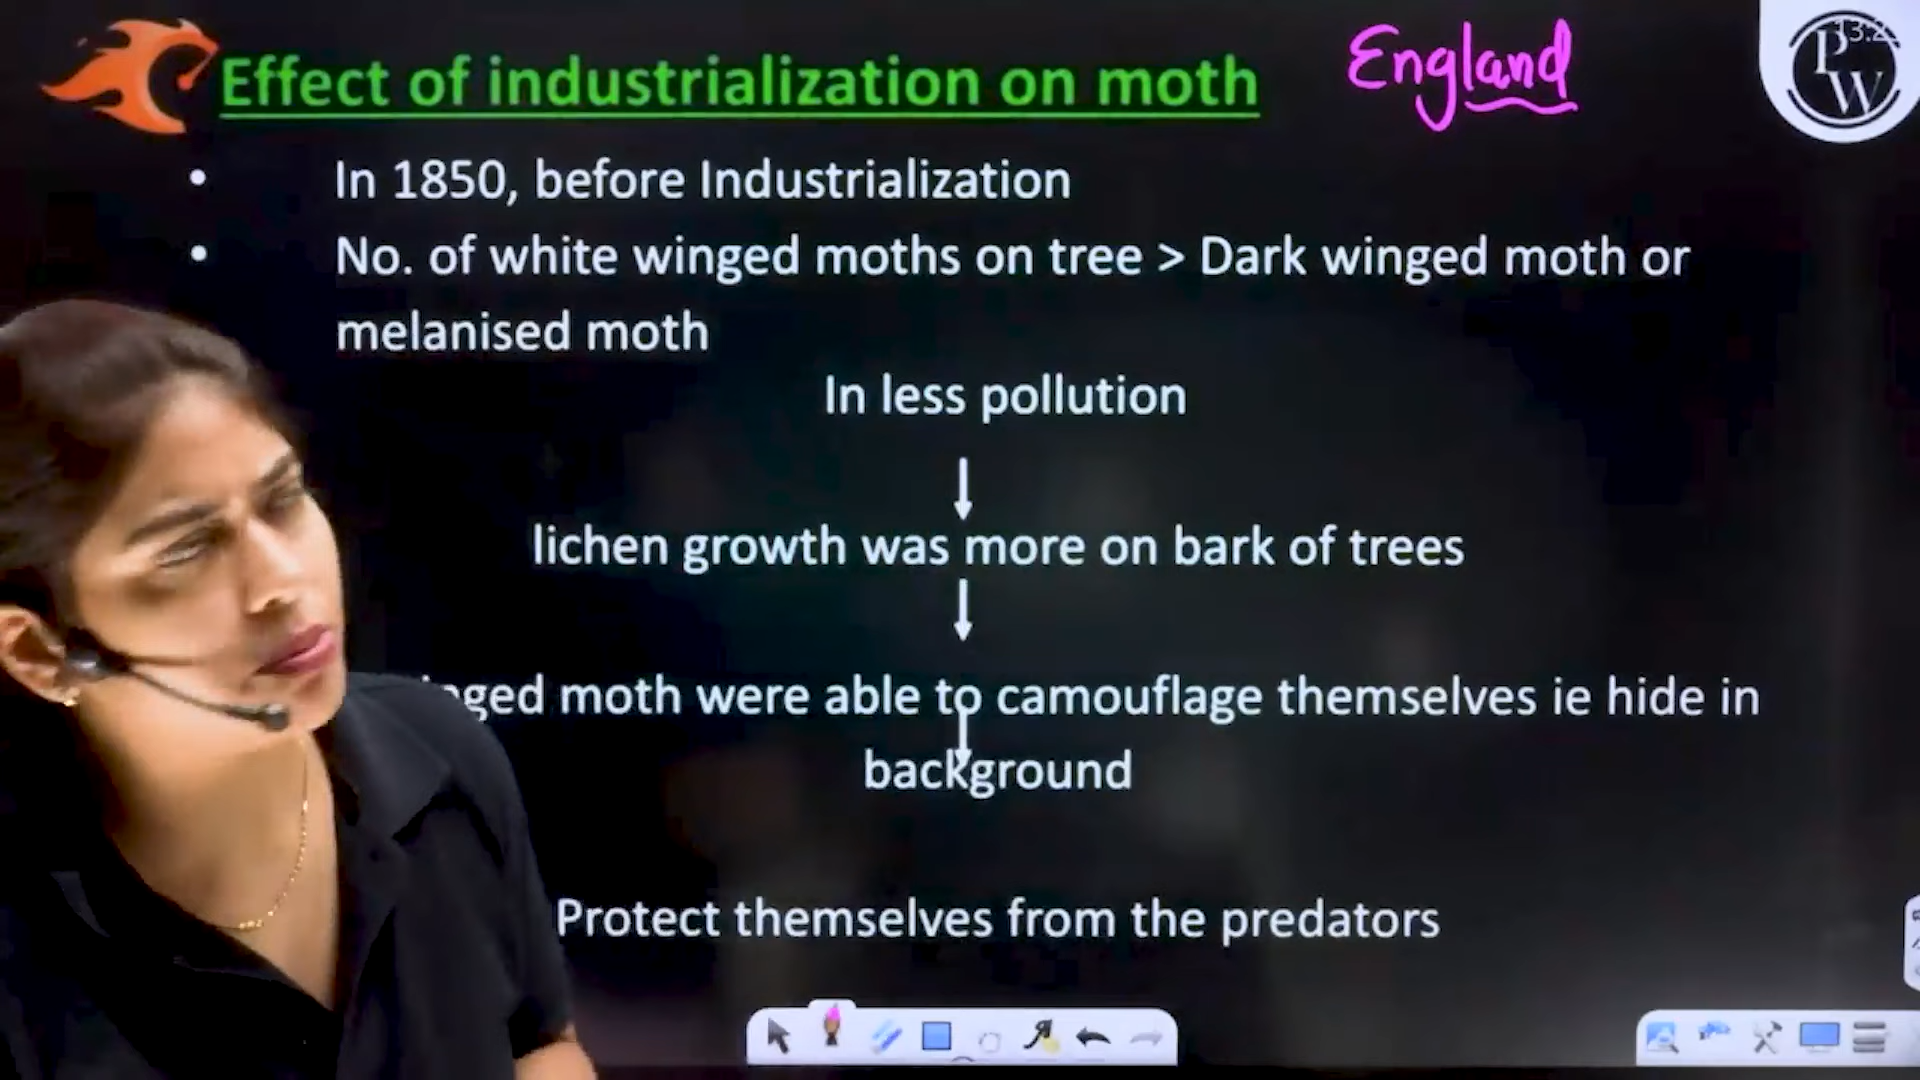 Effect of industrialization on moth
England
PW
• In 1850, before Industrialization
• No. of white winged moths on tree > Dark winged moth or
melanised moth
In less pollution
lichen growth was more on bark of trees
moth were able to camouflage themselves ie hide in
background
Protect themselves from the predators